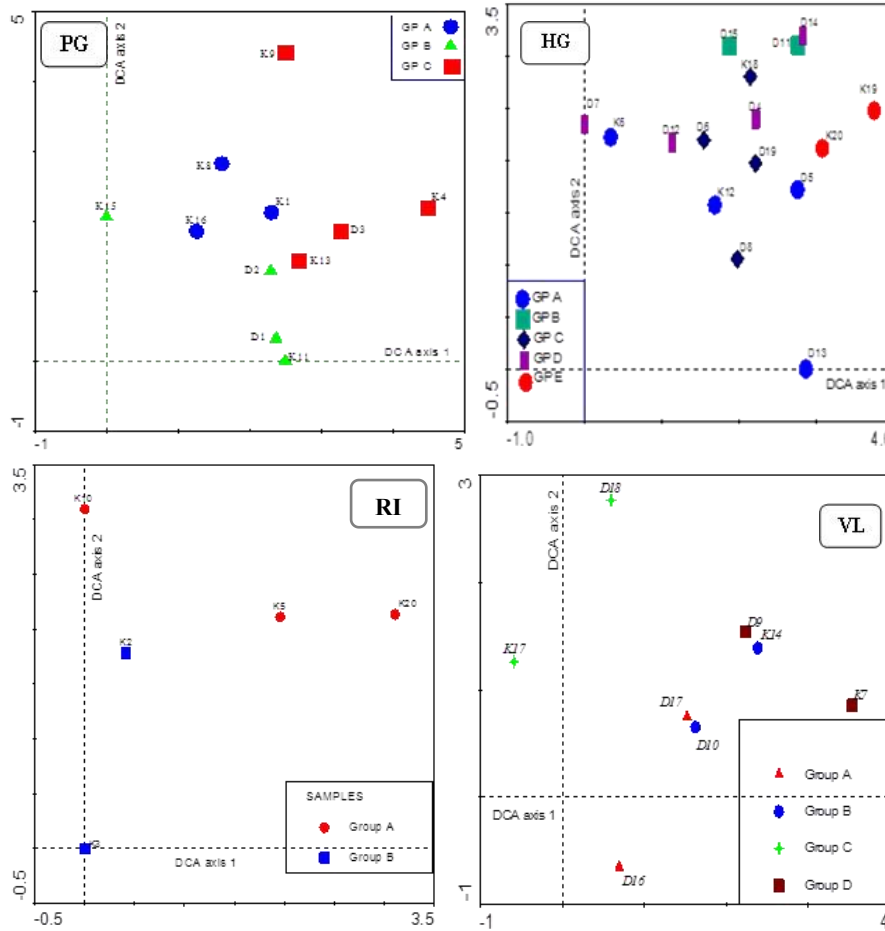 5
PG
DCA axis 2
GP A
GP B
GP C
K9
K8
K1
K4
K15
K16
D3
D2
K13
D1
K11
DCA axis 1
-1
-1
5
3.5
HG
DCA axis 2
D14
D15
D11
K18
K19
D7
D4
K6
D12
D6
K20
D19
D5
K12
D8
GP A
GP B
GP C
GP D
GP E
D13
DCA axis 1
-0.5
-1.0
4.0
3.5
RI
K10
DCA axis 2
K5
K20
K2
SAMPLES
Group A
Group B
K3
DCA axis 1
-0.5
-0.5
3.5
3
VL
DCA axis 2
D18
D9
K14
K17
D17
K7
D10
Group A
DCA axis 1
Group B
D16
Group C
Group D
-1
-1
4